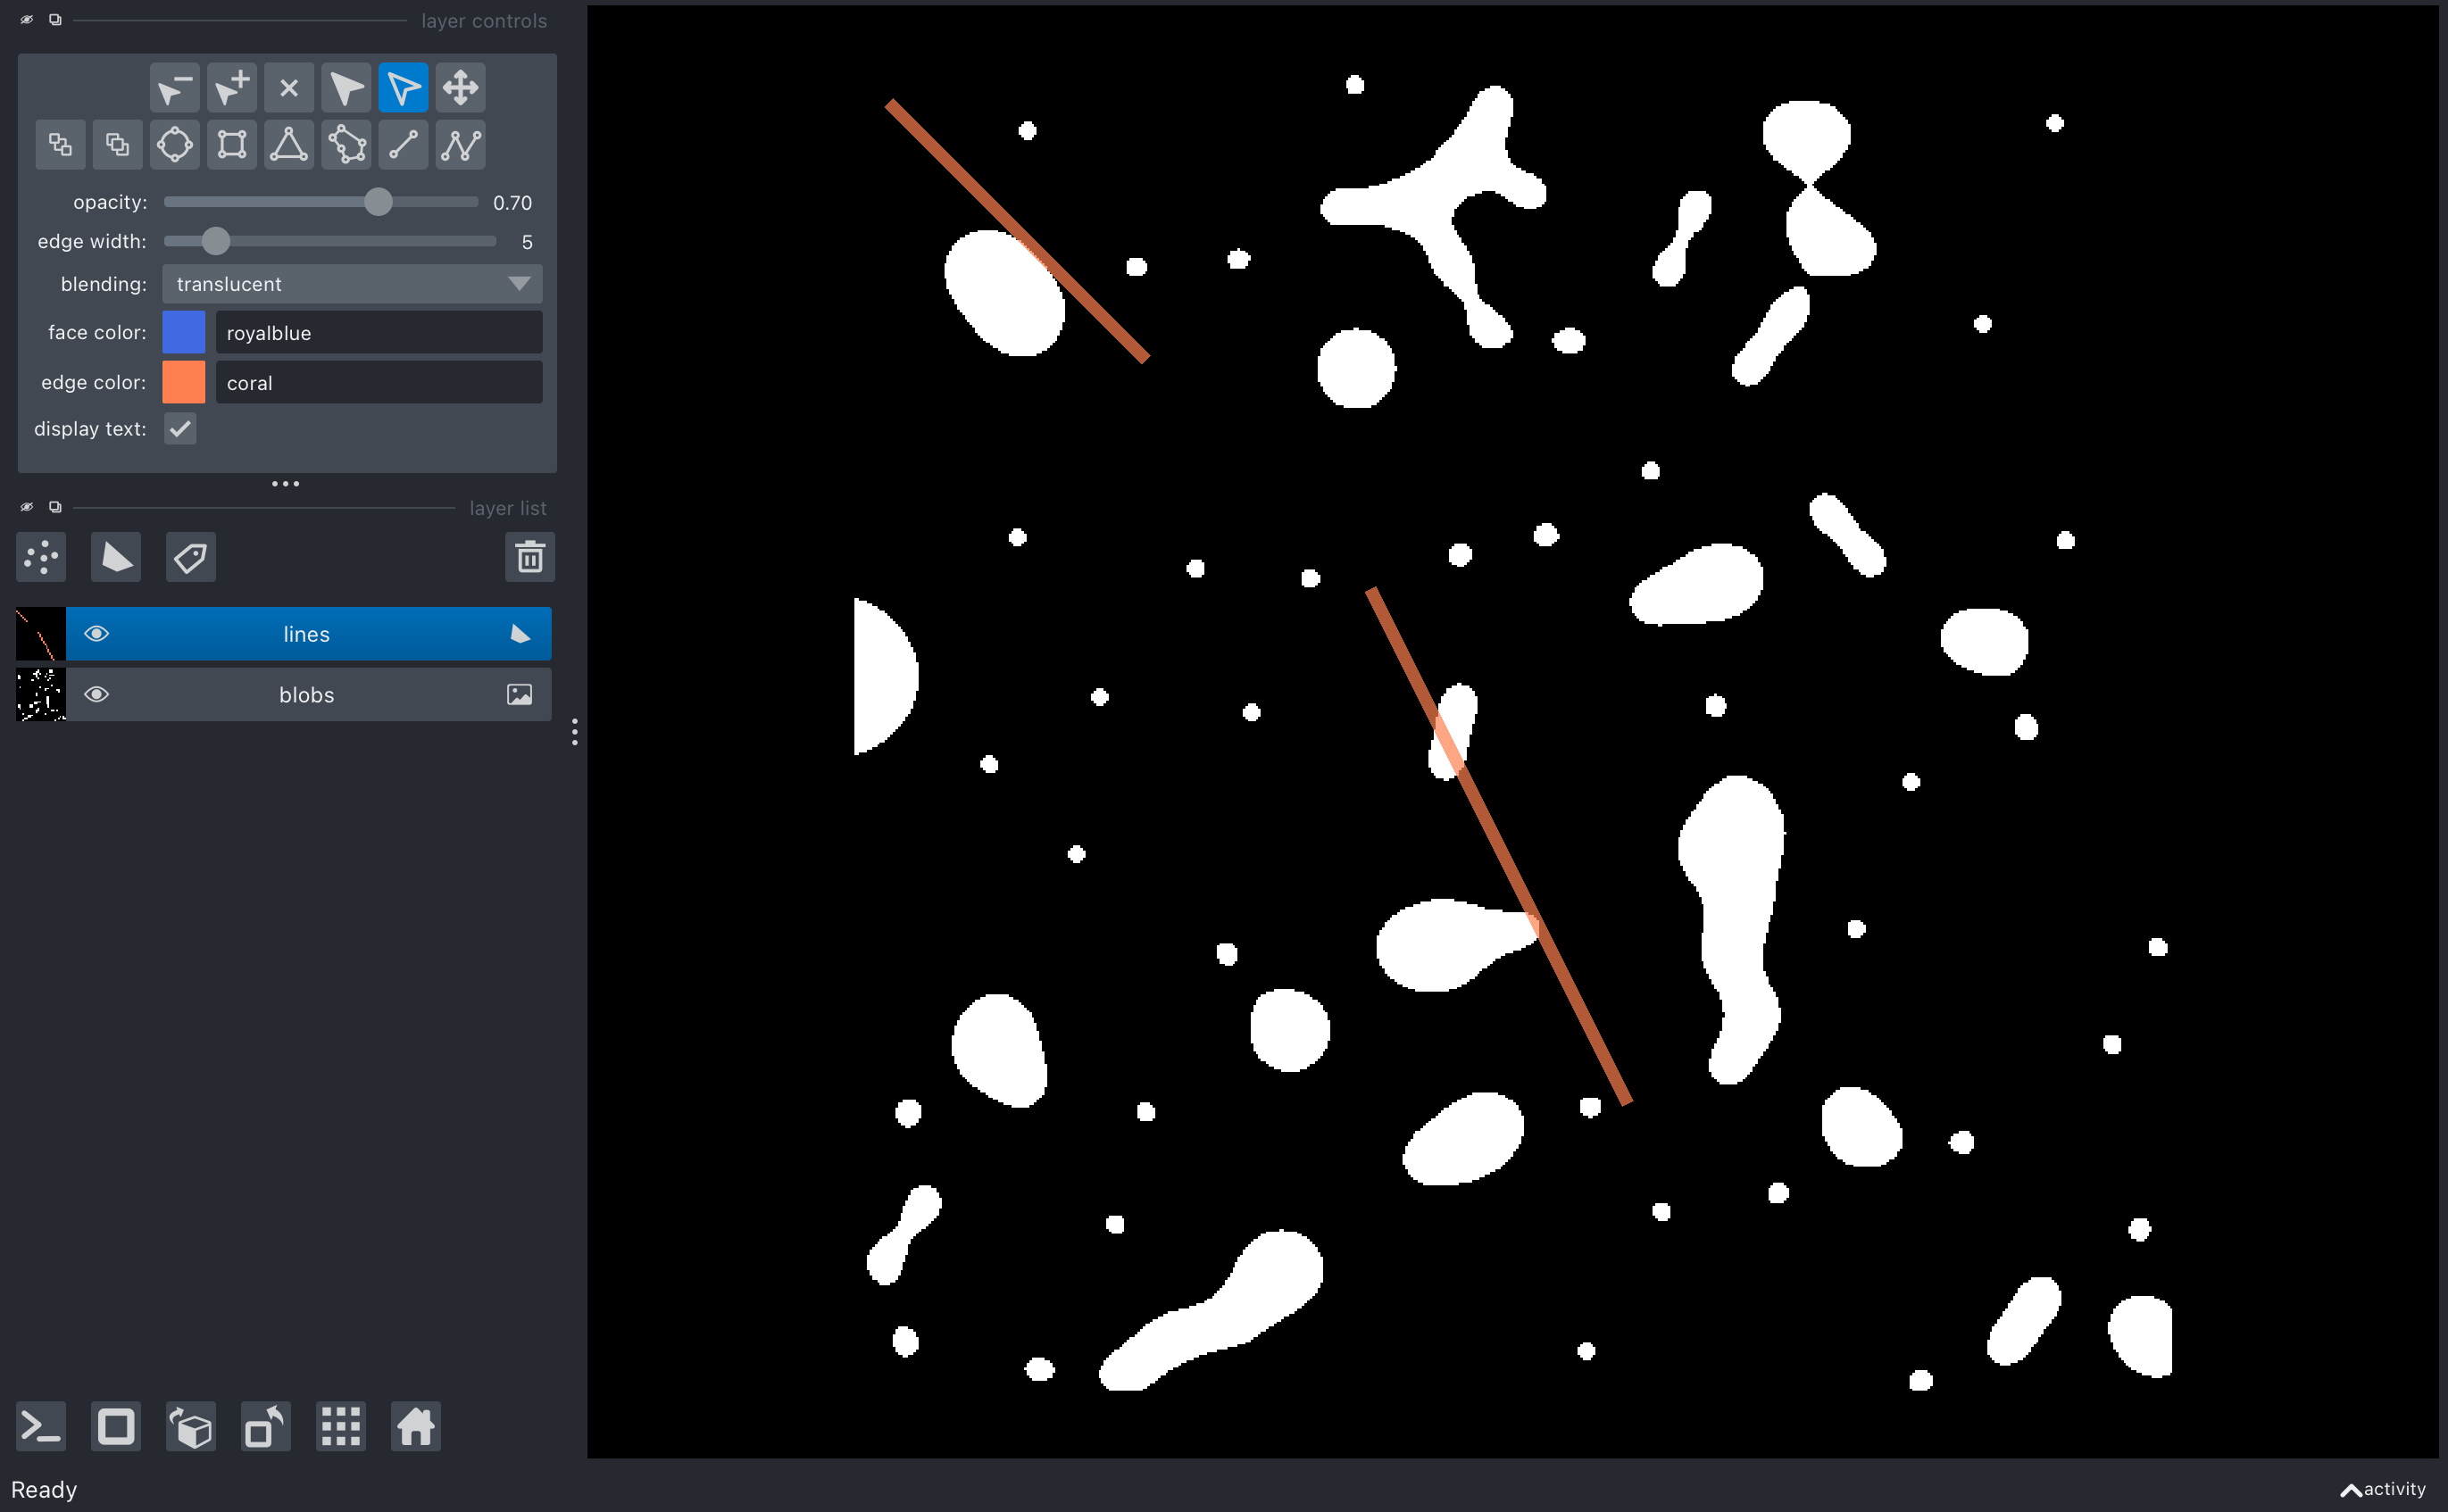 layer controls
opacity: 0.70
edge width: 5
blending: translucent
face color: royalblue
edge color: coral
display text:
layer list
lines
blobs
Ready
activity